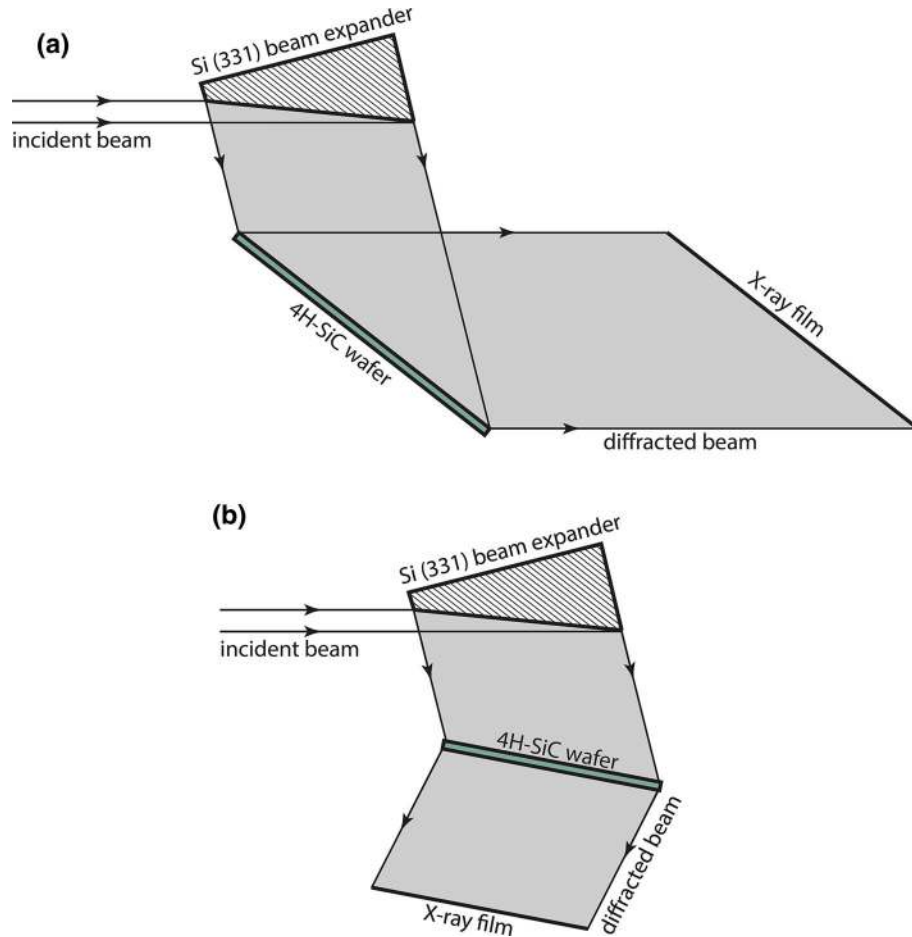 (a)
Si (331) beam expander
incident beam
4H-SiC wafer
X-ray film
diffracted beam
(b)
Si (331) beam expander
incident beam
4H-SiC wafer
diffracted beam
X-ray film